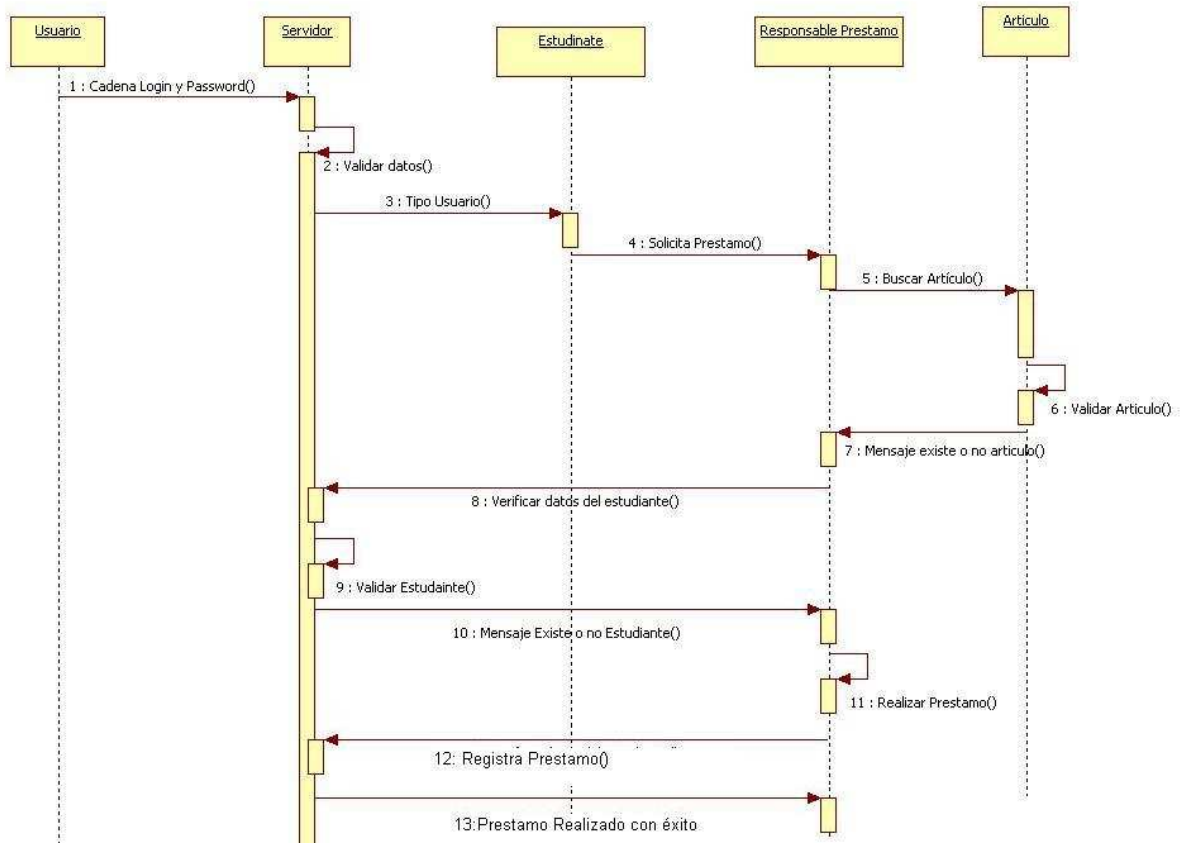 Usuario
Servidor
Estudinate
Responsable Prestamo
Articulo
1 : Cadena Login y Password()
2 : Validar datos()
3 : Tipo Usuario()
4 : Solicita Prestamo()
5 : Buscar Artículo()
6 : Validar Articulo()
7 : Mensaje existe o no articulo()
8 : Verificar datos del estudiante()
9 : Validar Estudainte()
10 : Mensaje Existe o no Estudiante()
11 : Realizar Prestamo()
12: Registra Prestamo()
13:Prestamo Realizado con éxito